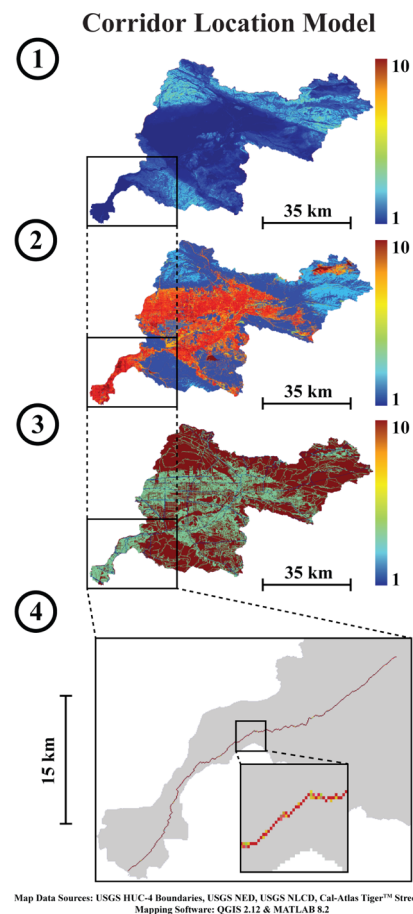 Corridor Location Model
1
10
1
35 km
2
10
1
35 km
3
10
1
35 km
4
15 km
Map Data Sources: USGS HUC-4 Boundaries, USGS NED, USGS NLCD, Cal-Atlas Tiger™ Stre
Mapping Software: QGIS 2.12 & MATLAB 8.2